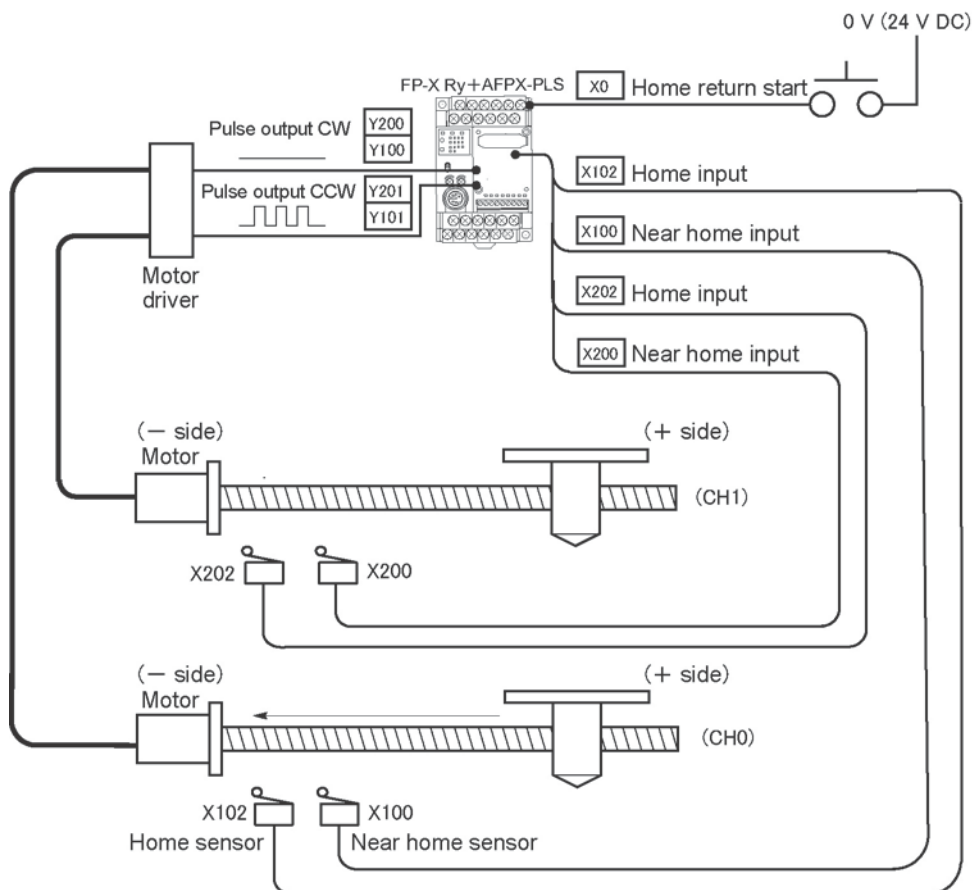 0 V (24 V DC)
FP-X Ry+AFPX-PLS
X0 Home return start
Pulse output CW
Y200
Y100
Pulse output CCW
Y201
Y101
X102 Home input
X100 Near home input
X202 Home input
X200 Near home input
Motor
driver
(− side)
Motor
(+ side)
(CH1)
X202
X200
(− side)
Motor
(+ side)
(CH0)
X102
Home sensor
X100
Near home sensor